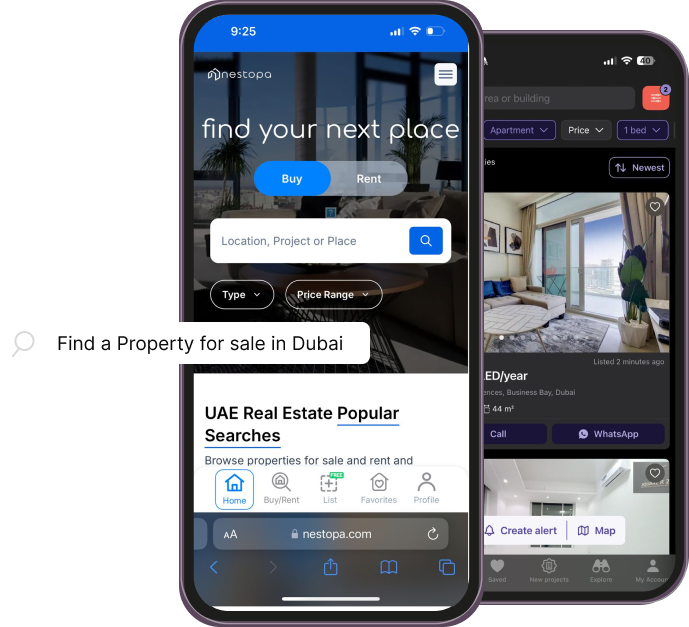 9:25
nestopa
find your next place
Buy
Rent
Location, Project or Place
Type
Price Range
Find a Property for sale in Dubai
UAE Real Estate Popular
Searches
Browse properties for sale and rent and
Home
Buy/Rent
FREE
List
Favorites
Profile
AA
nestopa.com
40
rea or building
2
Apartment
Price
1 bed
ies
Newest
Listed 2 minutes ago
ED/year
ences, Business Bay, Dubai
44 m²
Call
WhatsApp
Create alert
Map
Saved
New projects
Explore
My Accoun